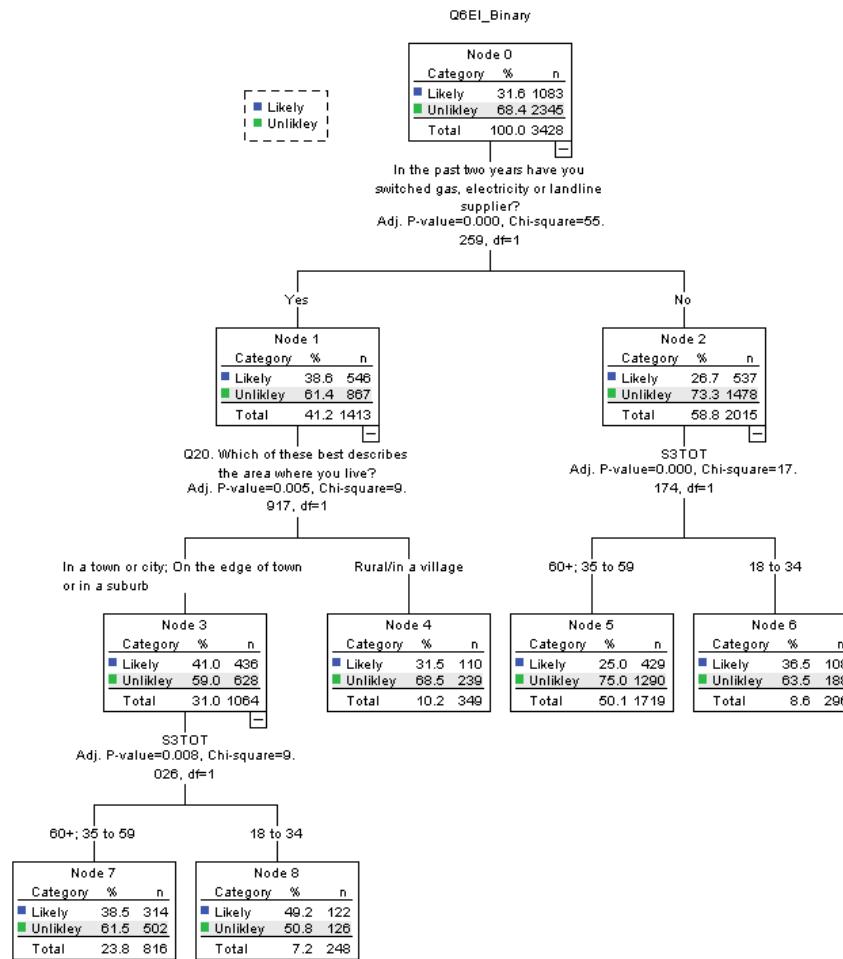 Q6EI_Binary
Node 0
Category % n
Likely 31.6 1083
Unlikley 68.4 2345
Total 100.0 3428
Likely
Unlikley
In the past two years have you
switched gas, electricity or landline
supplier?
Adj. P-value=0.000, Chi-square=55.
259, df=1
Yes
No
Node 1
Category % n
Likely 38.6 546
Unlikley 61.4 867
Total 41.2 1413
Node 2
Category % n
Likely 26.7 537
Unlikley 73.3 1478
Total 58.8 2015
Q20. Which of these best describes
the area where you live?
Adj. P-value=0.005, Chi-square=9.
917, df=1
S3TOT
Adj. P-value=0.000, Chi-square=17.
174, df=1
In a town or city; On the edge of town
or in a suburb
Rural/in a village
60+; 35 to 59
18 to 34
Node 3
Category % n
Likely 41.0 436
Unlikley 59.0 628
Total 31.0 1064
Node 4
Category % n
Likely 31.5 110
Unlikley 68.5 239
Total 10.2 349
Node 5
Category % n
Likely 25.0 429
Unlikley 75.0 1290
Total 50.1 1719
Node 6
Category % n
Likely 36.5
Unlikley 63.5
Total 8.6
S3TOT
Adj. P-value=0.008, Chi-square=9.
026, df=1
60+; 35 to 59
18 to 34
Node 7
Category % n
Likely 38.5 314
Unlikley 61.5 502
Total 23.8 816
Node 8
Category % n
Likely 49.2 122
Unlikley 50.8 126
Total 7.2 248